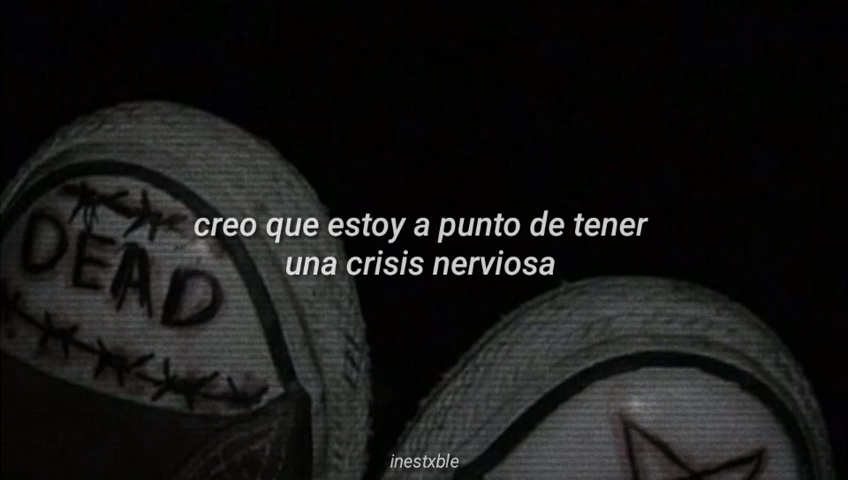 DEAD
creo que estoy a punto de tener
una crisis nerviosa
inestxble